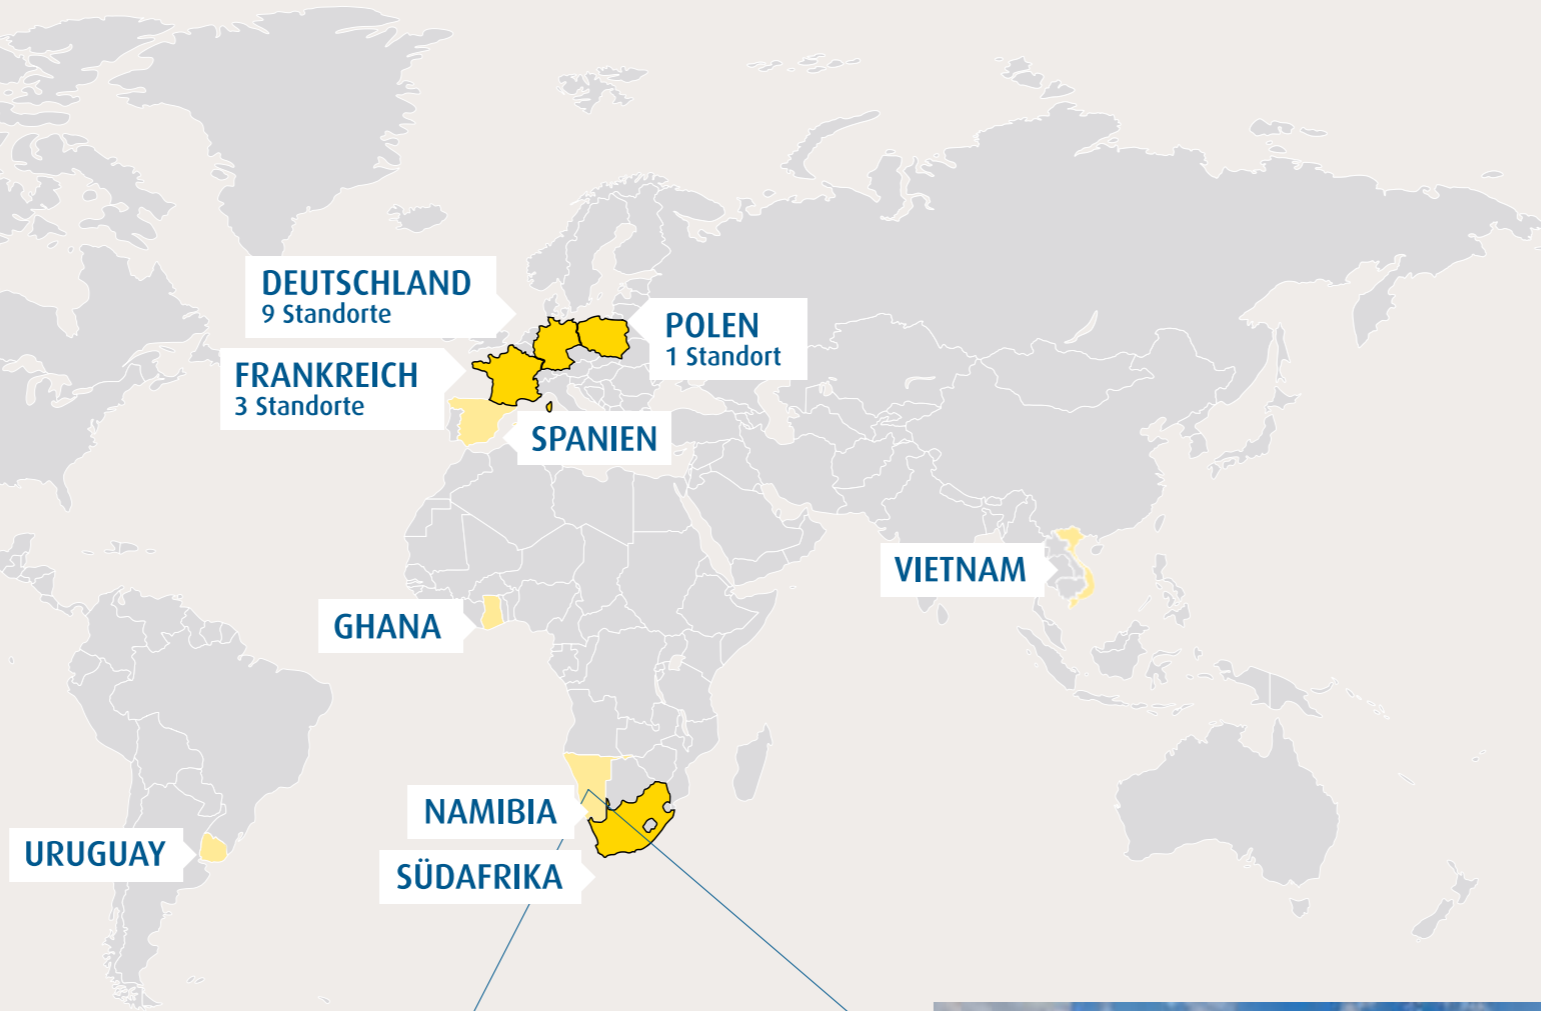 DEUTSCHLAND
9 Standorte
POLEN
1 Standort
FRANKREICH
3 Standorte
SPANIEN
VIETNAM
GHANA
NAMIBIA
URUGUAY
SÜDAFRIKA